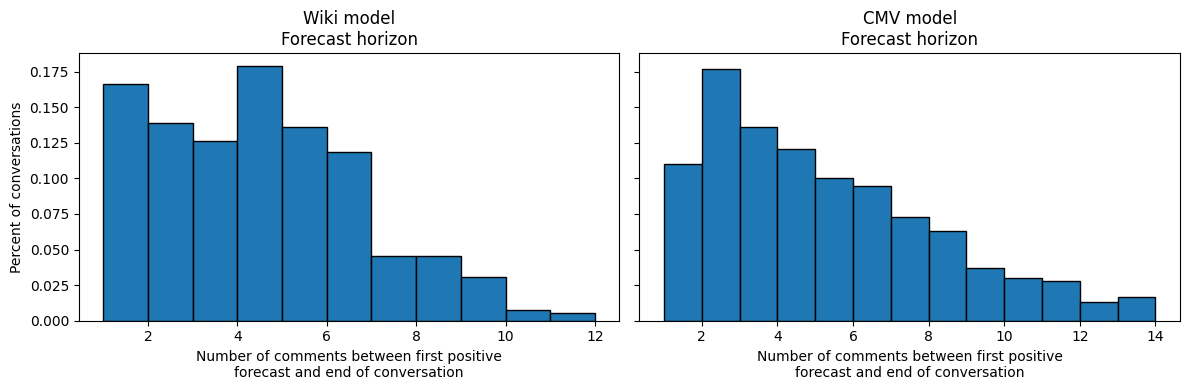 Wiki model
Forecast horizon
Percent of conversations
0.175
0.150
0.125
0.100
0.075
0.050
0.025
0.000
2 4 6 8 10 12
Number of comments between first positive
forecast and end of conversation
CMV model
Forecast horizon
2 4 6 8 10 12 14
Number of comments between first positive
forecast and end of conversation